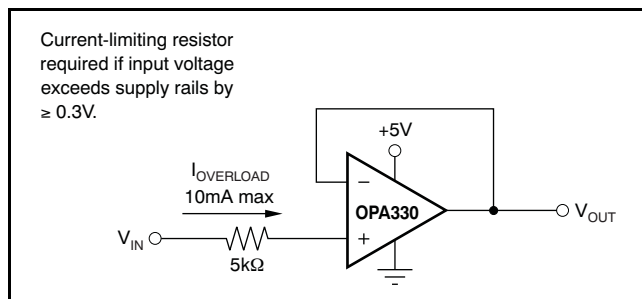 Current-limiting resistor
required if input voltage
exceeds supply rails by
≥ 0.3V.
+5V
I_OVERLOAD
10mA max
−
OPA330
V_OUT
V_IN
+
5kΩ